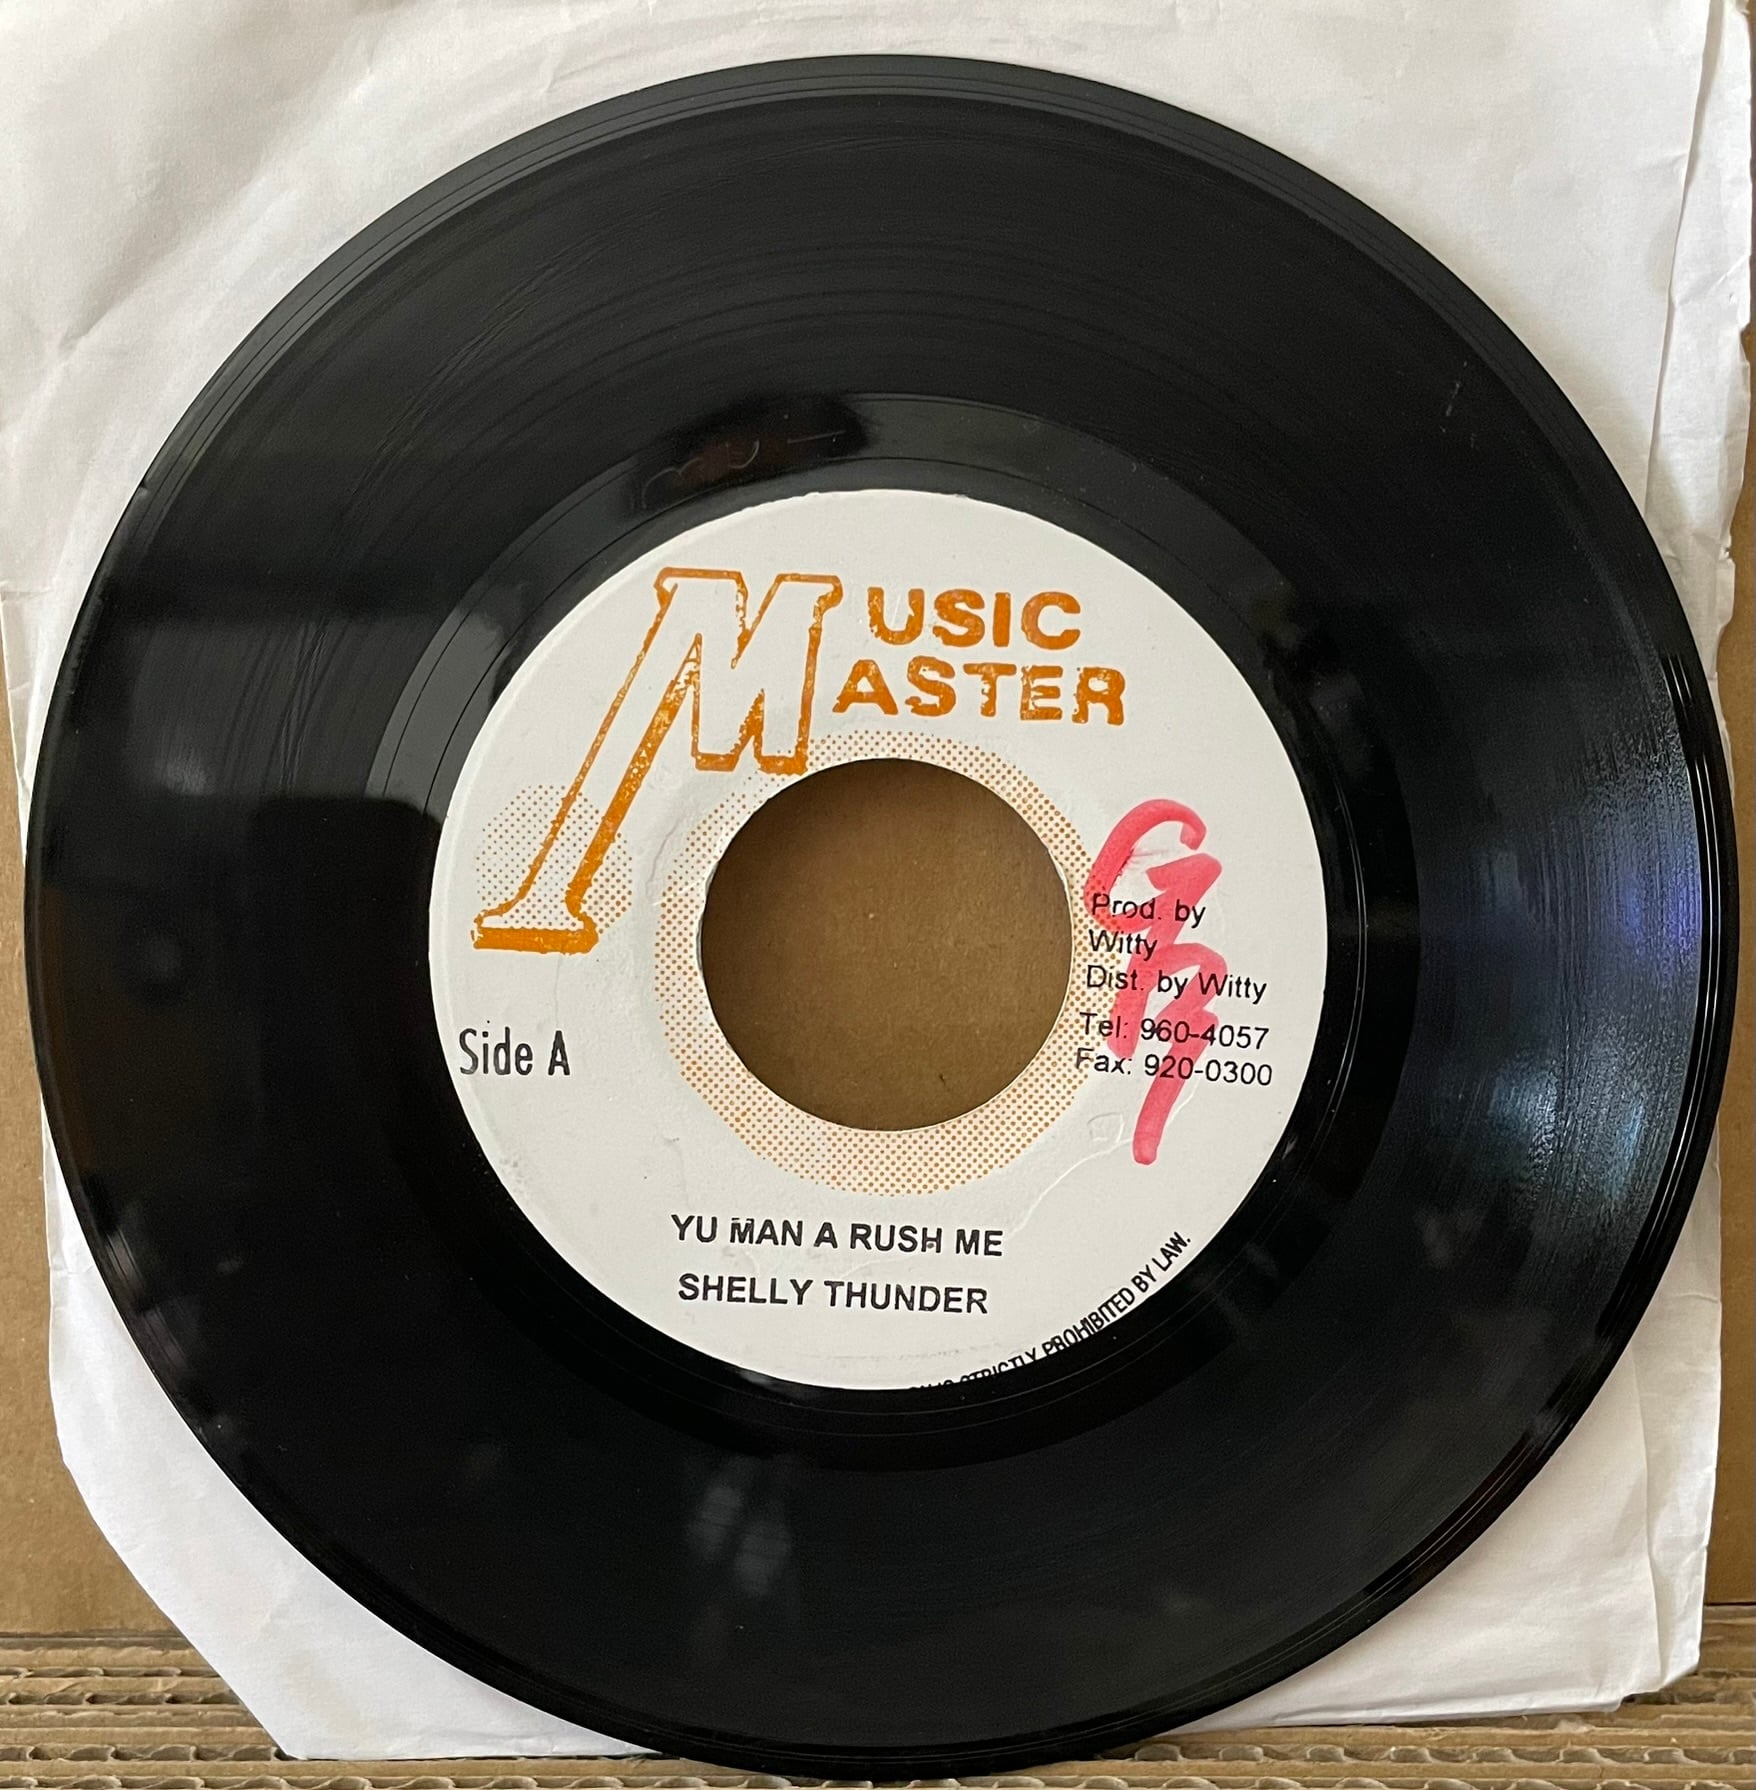 MUSIC
MASTER
Prod. by
Witty
Dist. by Witty
Tel: 960-4057
Fax: 920-0300
Side A
YU MAN A RUSH ME
SHELLY THUNDER
STRICTLY PROHIBITED BY LAW.